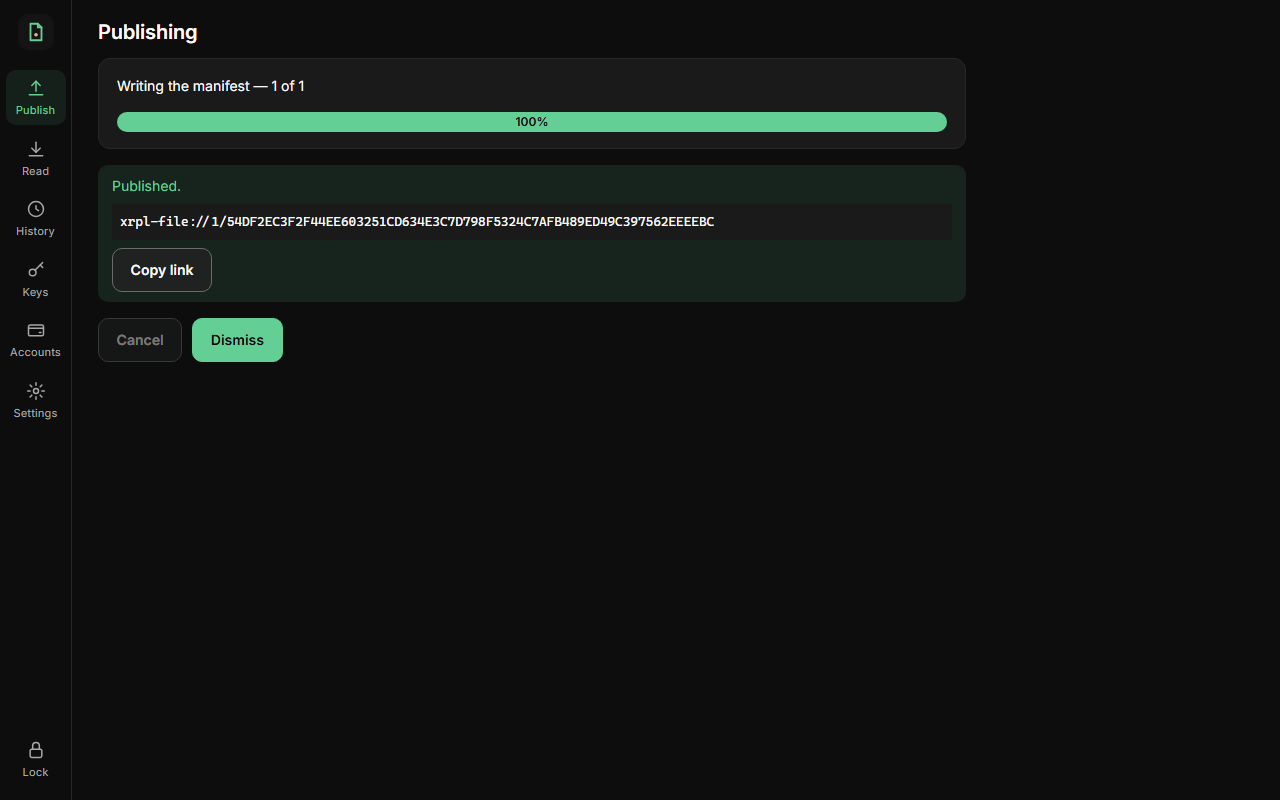 Publishing
Writing the manifest — 1 of 1
100%
Published.
xrpl-file://1/54DF2EC3F2F44EE603251CD634E3C7D798F5324C7AFB489ED49C397562EEEEBC
Copy link
Cancel
Dismiss
Publish
Read
History
Keys
Accounts
Settings
Lock